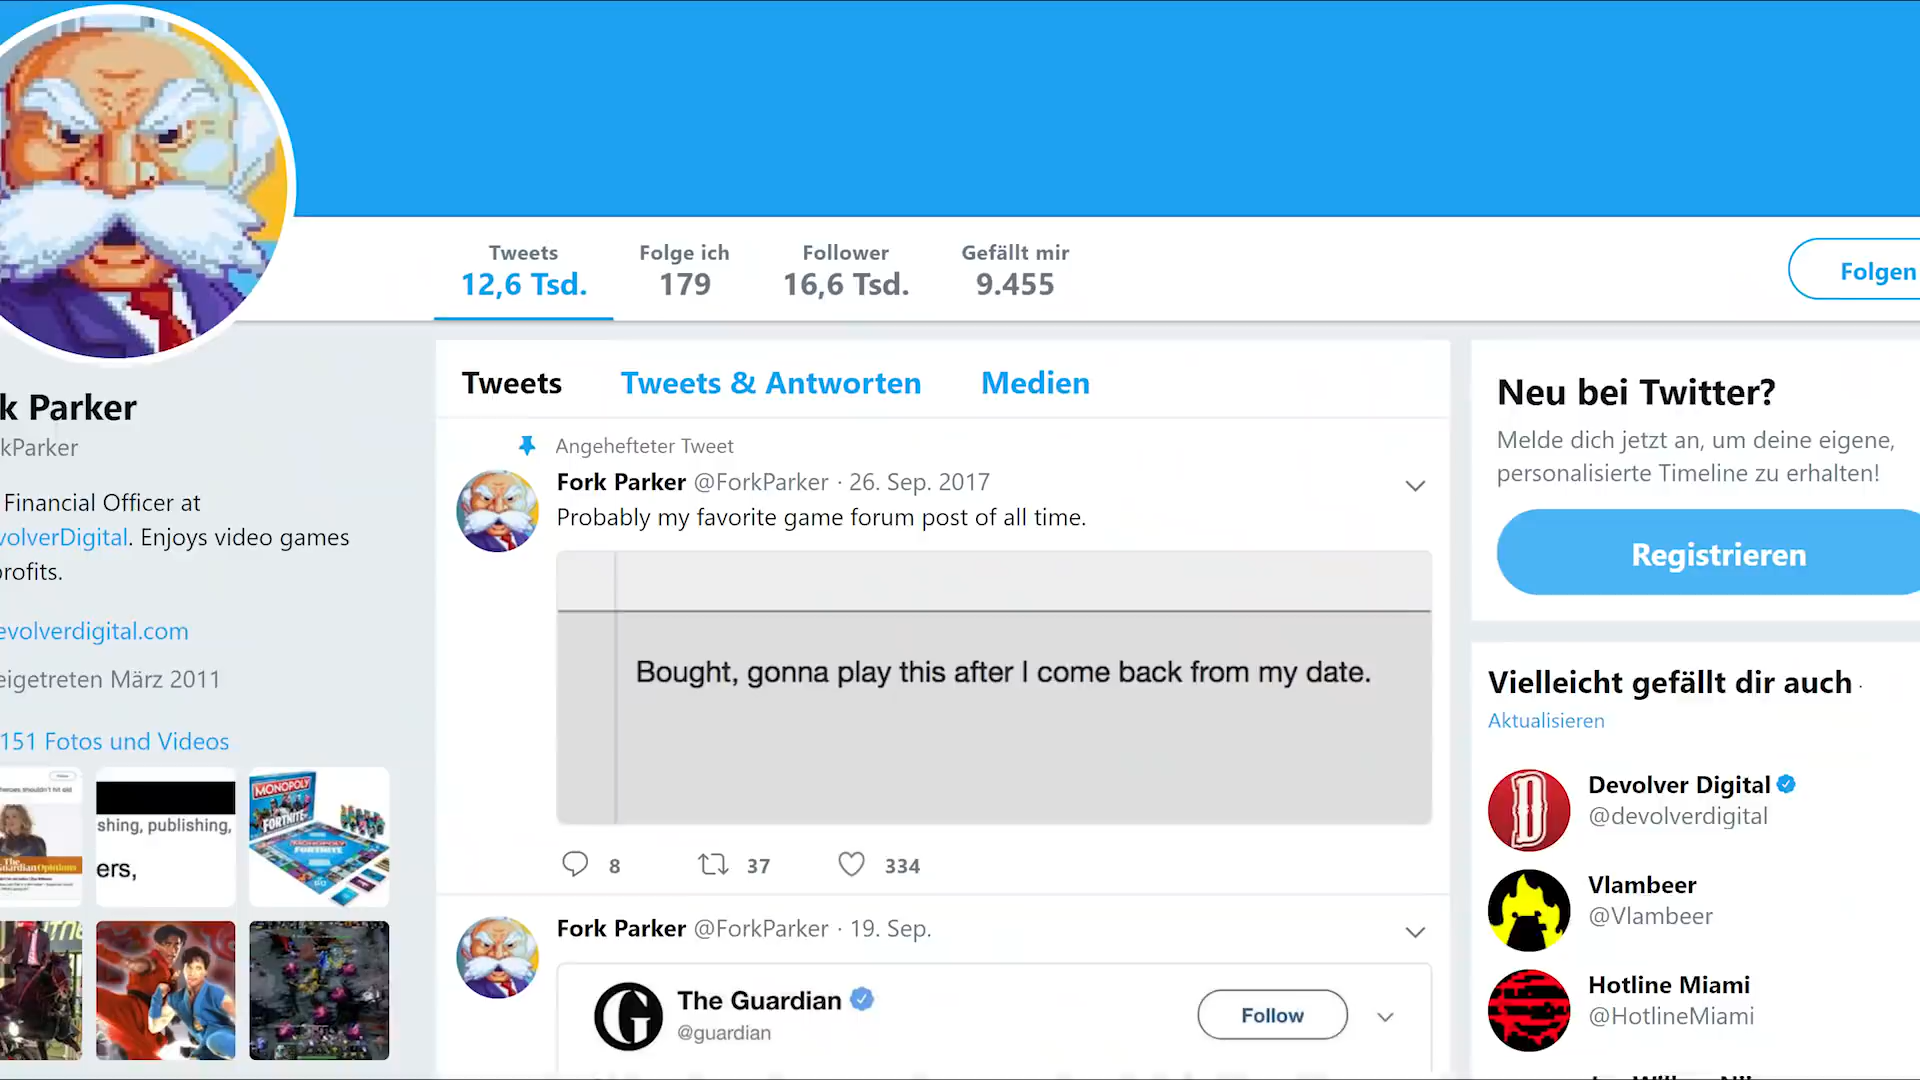 Tweets
12,6 Tsd.
Folge ich
179
Follower
16,6 Tsd.
Gefällt mir
9.455
Folgen
k Parker
kParker
Financial Officer at
volverDigital. Enjoys video games
rofits.
evolverdigital.com
eigetreten März 2011
151 Fotos und Videos
shing, publishing,
ers,
MONOPOLY
FORTNITE
Tweets
Tweets & Antworten
Medien
Angehefteter Tweet
Fork Parker @ForkParker · 26. Sep. 2017
Probably my favorite game forum post of all time.
Bought, gonna play this after I come back from my date.
8
37
334
Fork Parker @ForkParker · 19. Sep.
The Guardian
@guardian
Follow
Neu bei Twitter?
Melde dich jetzt an, um deine eigene,
personalisierte Timeline zu erhalten!
Registrieren
Vielleicht gefällt dir auch ·
Aktualisieren
Devolver Digital
@devolverdigital
Vlambeer
@Vlambeer
Hotline Miami
@HotlineMiami